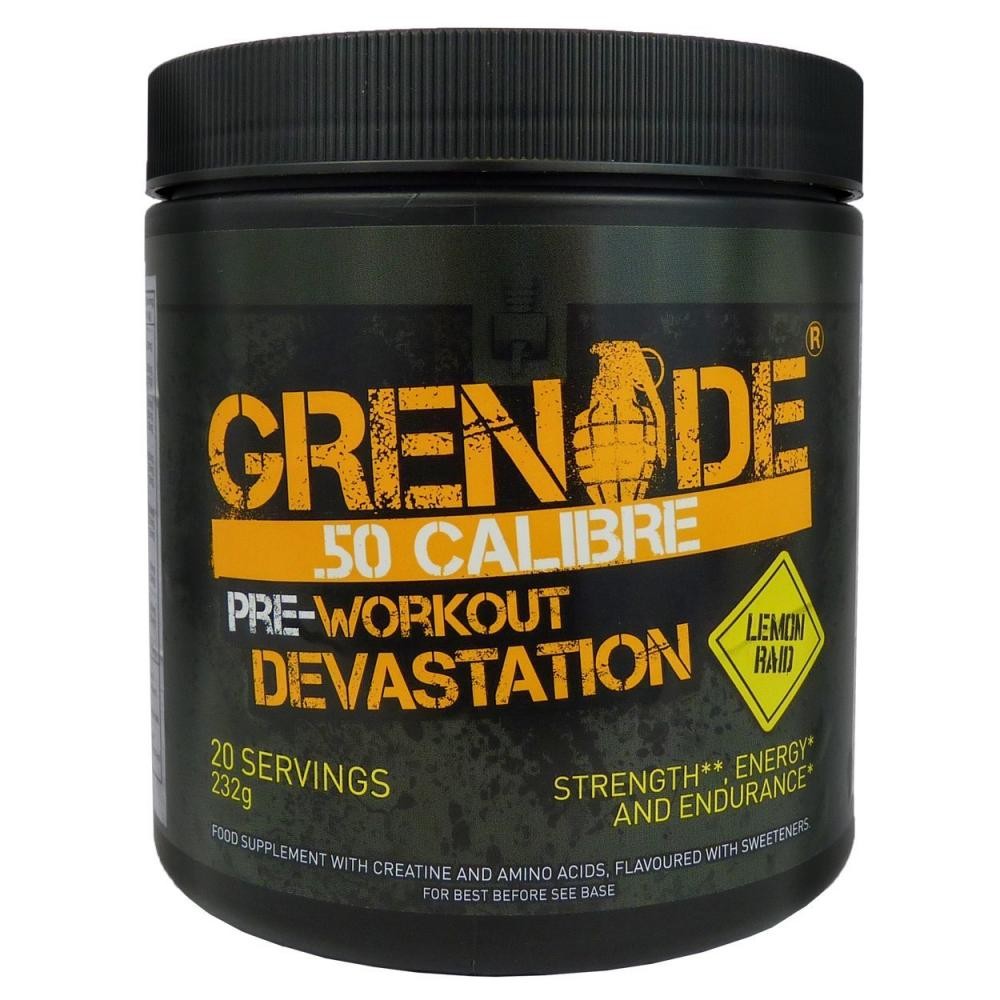 GRENADE®
.50 CALIBRE
PRE-WORKOUT
DEVASTATION
LEMON
RAID
20 SERVINGS
232g
STRENGTH**, ENERGY*
AND ENDURANCE*
FOOD SUPPLEMENT WITH CREATINE AND AMINO ACIDS, FLAVOURED WITH SWEETENERS.
FOR BEST BEFORE SEE BASE